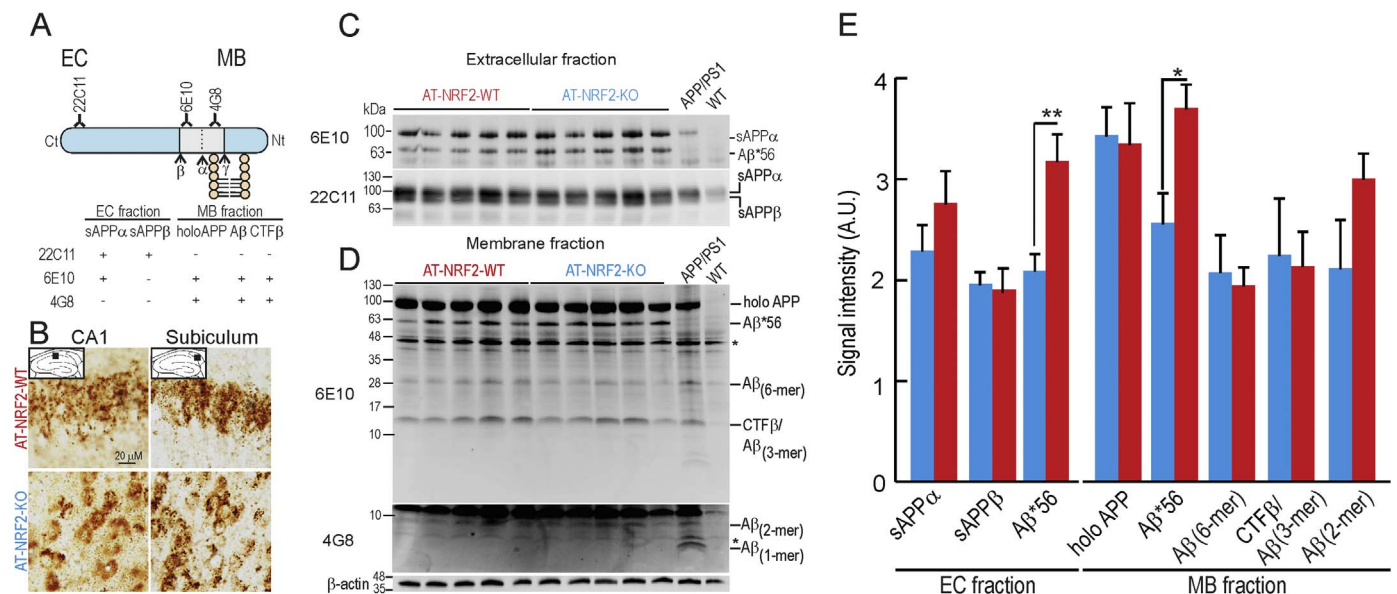 A
EC
MB
22C11
6E10
4G8
Ct
Nt
β
α
γ
EC fraction
MB fraction
sAPPα sAPPβ holoAPP Aβ CTFβ
22C11 + + - - -
6E10 + - + + +
4G8 - - + + +
B
CA1
Subiculum
AT-NRF2-WT
20 μM
AT-NRF2-KO
C
Extracellular fraction
AT-NRF2-WT
AT-NRF2-KO
APP/PS1
WT
kDa
6E10
100
63
sAPPα
Aβ*56
22C11
130
100
63
sAPPα
sAPPβ
D
Membrane fraction
AT-NRF2-WT
AT-NRF2-KO
APP/PS1
WT
6E10
130
100
63
48
35
28
17
10
holo APP
Aβ*56
*
Aβ(6-mer)
CTFβ/
Aβ(3-mer)
4G8
10
Aβ(2-mer)
*
Aβ(1-mer)
β-actin
48
35
E
Signal intensity (A.U.)
4
3
2
1
0
**
*
sAPPα
sAPPβ
Aβ*56
holo APP
Aβ*56
Aβ(6-mer)
CTFβ/
Aβ(3-mer)
Aβ(2-mer)
EC fraction
MB fraction